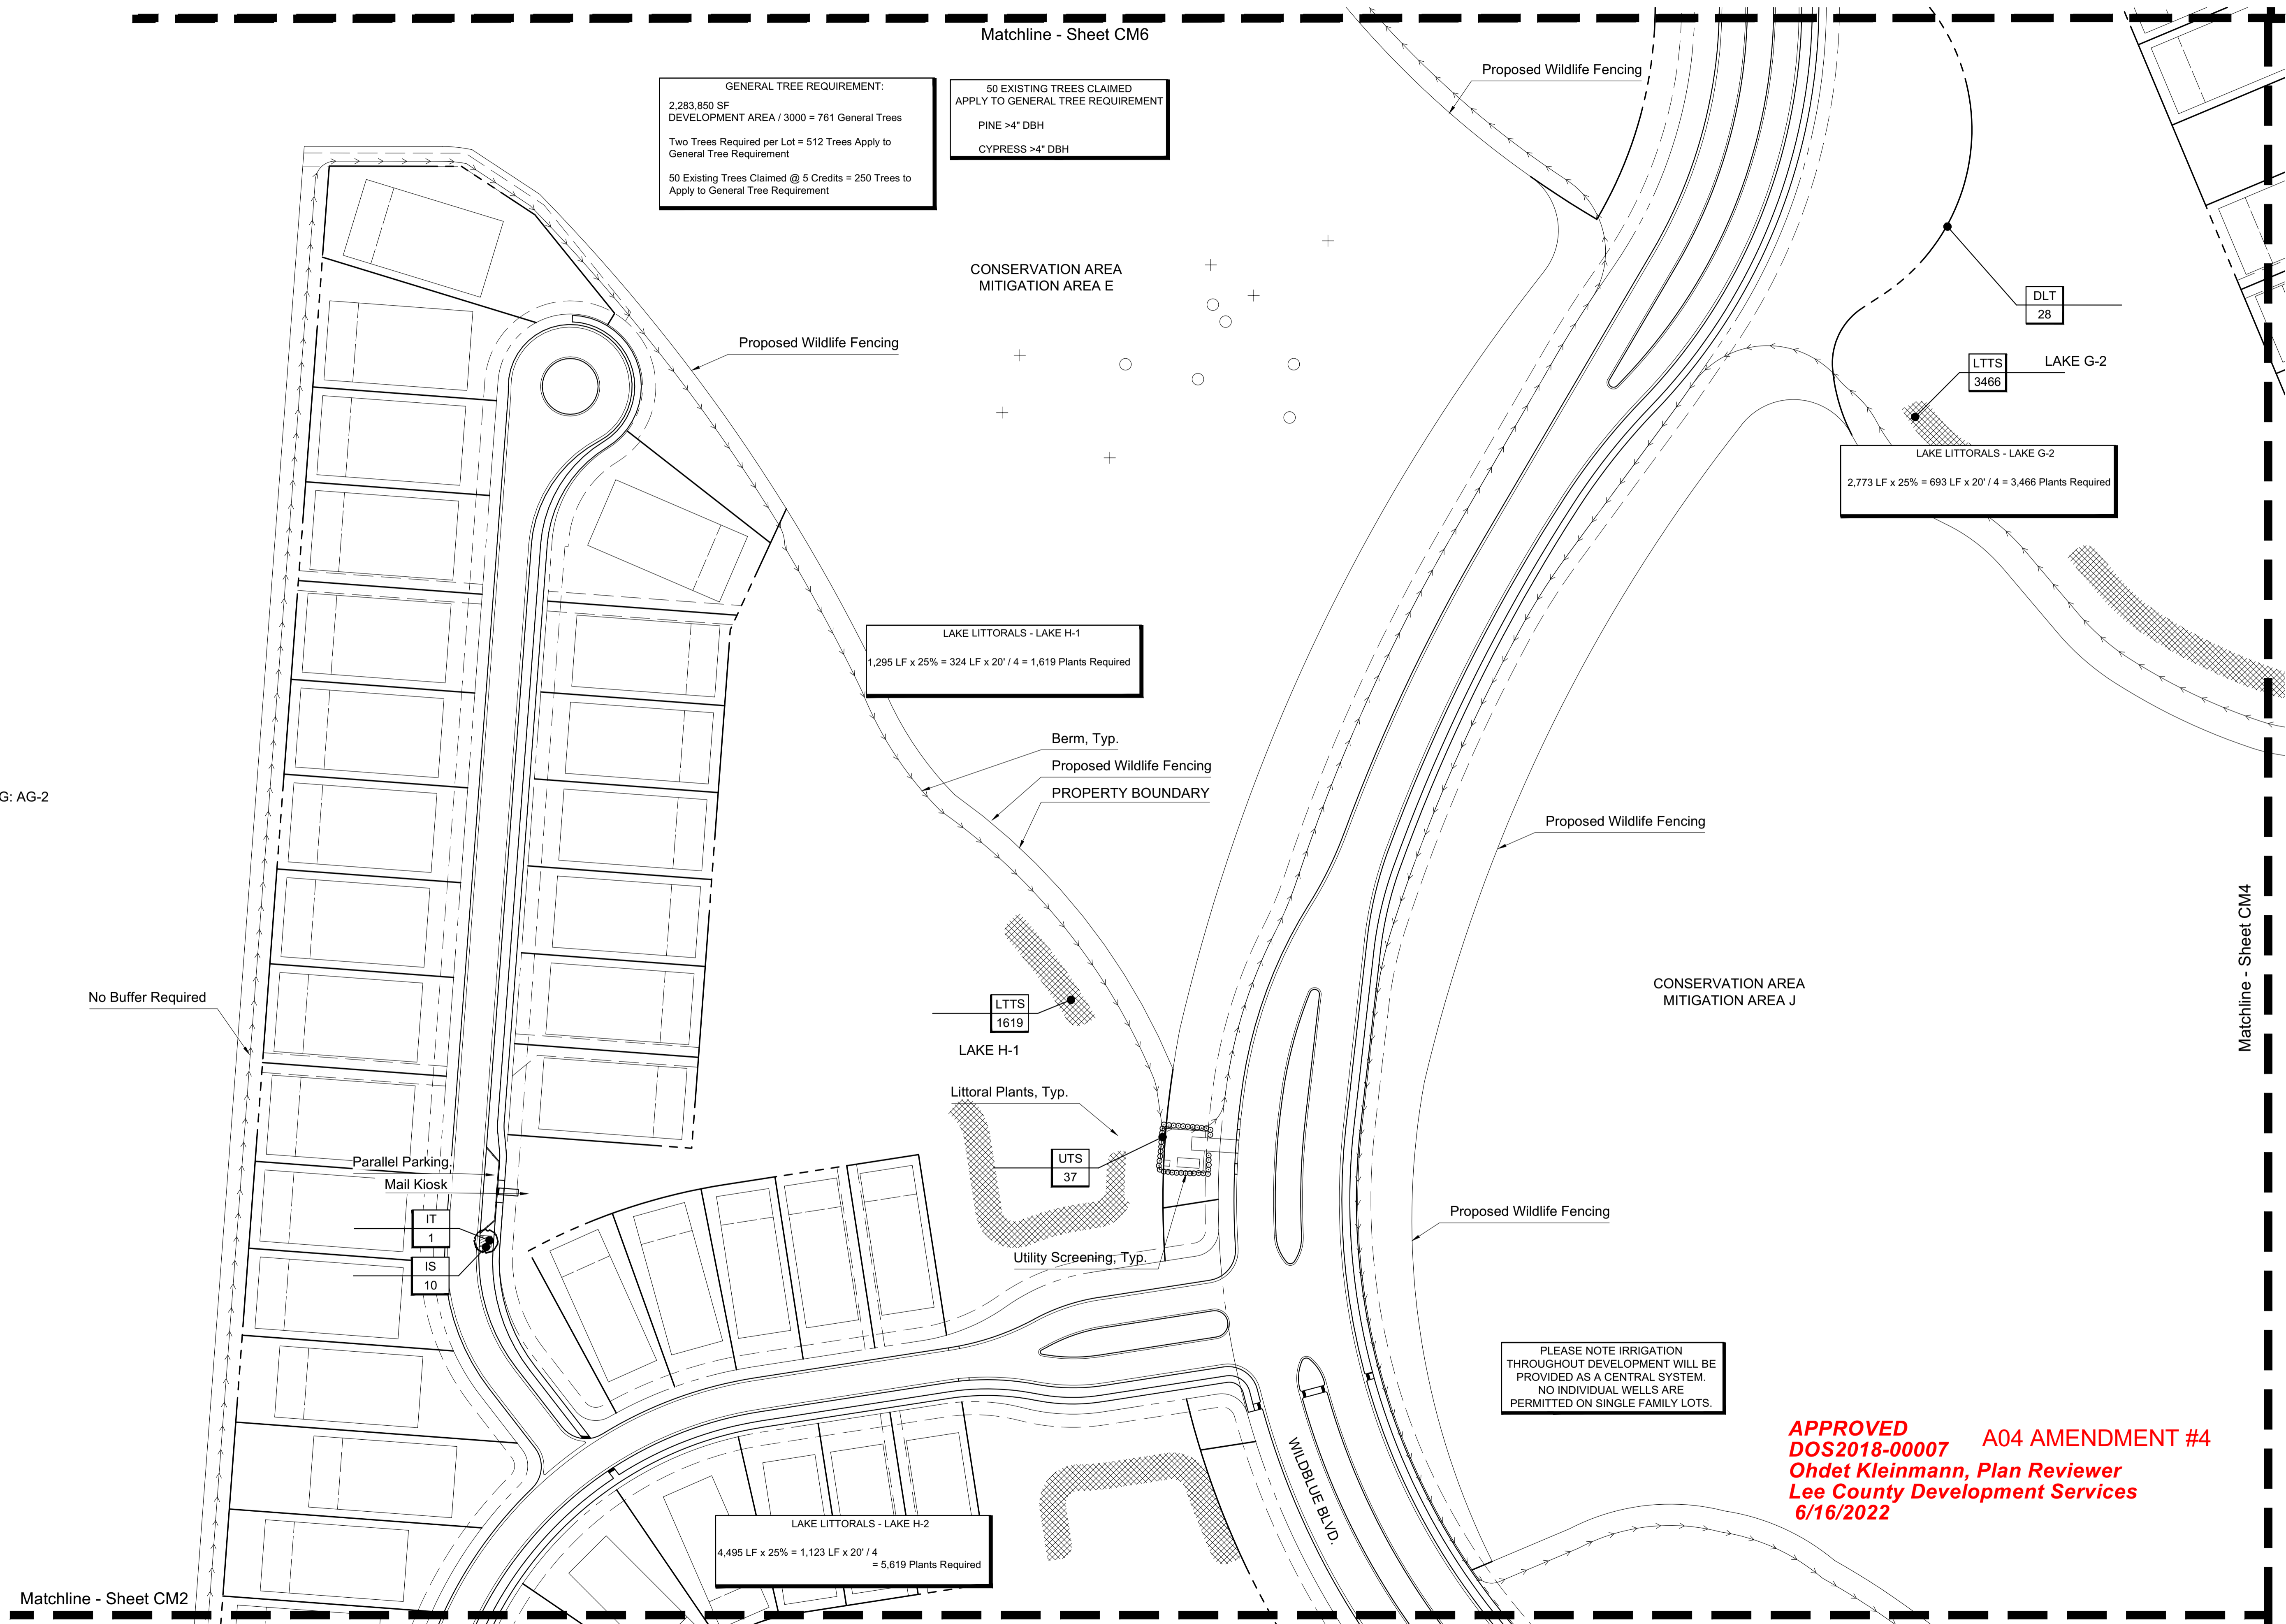 Matchline - Sheet CM6
GENERAL TREE REQUIREMENT:
2,283,850 SF
DEVELOPMENT AREA / 3000 = 761 General Trees
Two Trees Required per Lot = 512 Trees Apply to
General Tree Requirement
50 Existing Trees Claimed @ 5 Credits = 250 Trees to
Apply to General Tree Requirement
50 EXISTING TREES CLAIMED
APPLY TO GENERAL TREE REQUIREMENT
PINE >4" DBH
CYPRESS >4" DBH
Proposed Wildlife Fencing
CONSERVATION AREA
MITIGATION AREA E
DLT
28
Proposed Wildlife Fencing
LTTS
3466
LAKE G-2
LAKE LITTORALS - LAKE G-2
2,773 LF x 25% = 693 LF x 20' / 4 = 3,466 Plants Required
LAKE LITTORALS - LAKE H-1
1,295 LF x 25% = 324 LF x 20' / 4 = 1,619 Plants Required
Berm, Typ.
Proposed Wildlife Fencing
PROPERTY BOUNDARY
G: AG-2
Proposed Wildlife Fencing
Matchline - Sheet CM4
No Buffer Required
CONSERVATION AREA
MITIGATION AREA J
LTTS
1619
LAKE H-1
Littoral Plants, Typ.
UTS
37
Parallel Parking.
Mail Kiosk
IT
1
IS
10
Utility Screening, Typ.
Proposed Wildlife Fencing
PLEASE NOTE IRRIGATION
THROUGHOUT DEVELOPMENT WILL BE
PROVIDED AS A CENTRAL SYSTEM.
NO INDIVIDUAL WELLS ARE
PERMITTED ON SINGLE FAMILY LOTS.
WILDBLUE BLVD.
APPROVED
DOS2018-00007
A04 AMENDMENT #4
Ohdet Kleinmann, Plan Reviewer
Lee County Development Services
6/16/2022
LAKE LITTORALS - LAKE H-2
4,495 LF x 25% = 1,123 LF x 20' / 4
= 5,619 Plants Required
Matchline - Sheet CM2